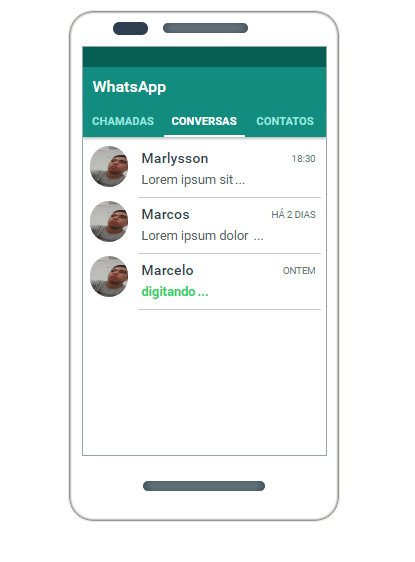 WhatsApp
CHAMADAS CONVERSAS CONTATOS
Marlysson 18:30
Lorem ipsum sit ...
Marcos HÁ 2 DIAS
Lorem ipsum dolor ...
Marcelo ONTEM
digitando ...